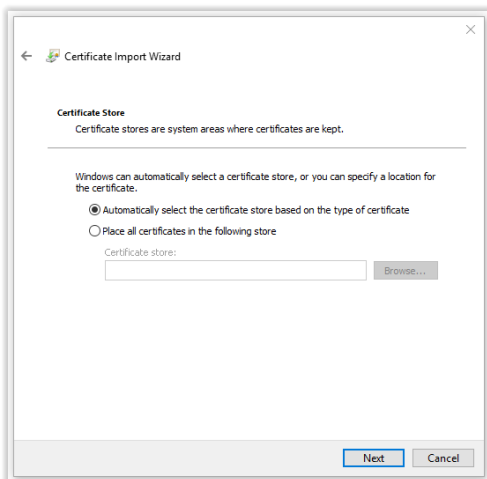 Certificate Import Wizard
Certificate Store
Certificate stores are system areas where certificates are kept.
Windows can automatically select a certificate store, or you can specify a location for
the certificate.
Automatically select the certificate store based on the type of certificate
Place all certificates in the following store
Certificate store:
Browse...
Next Cancel